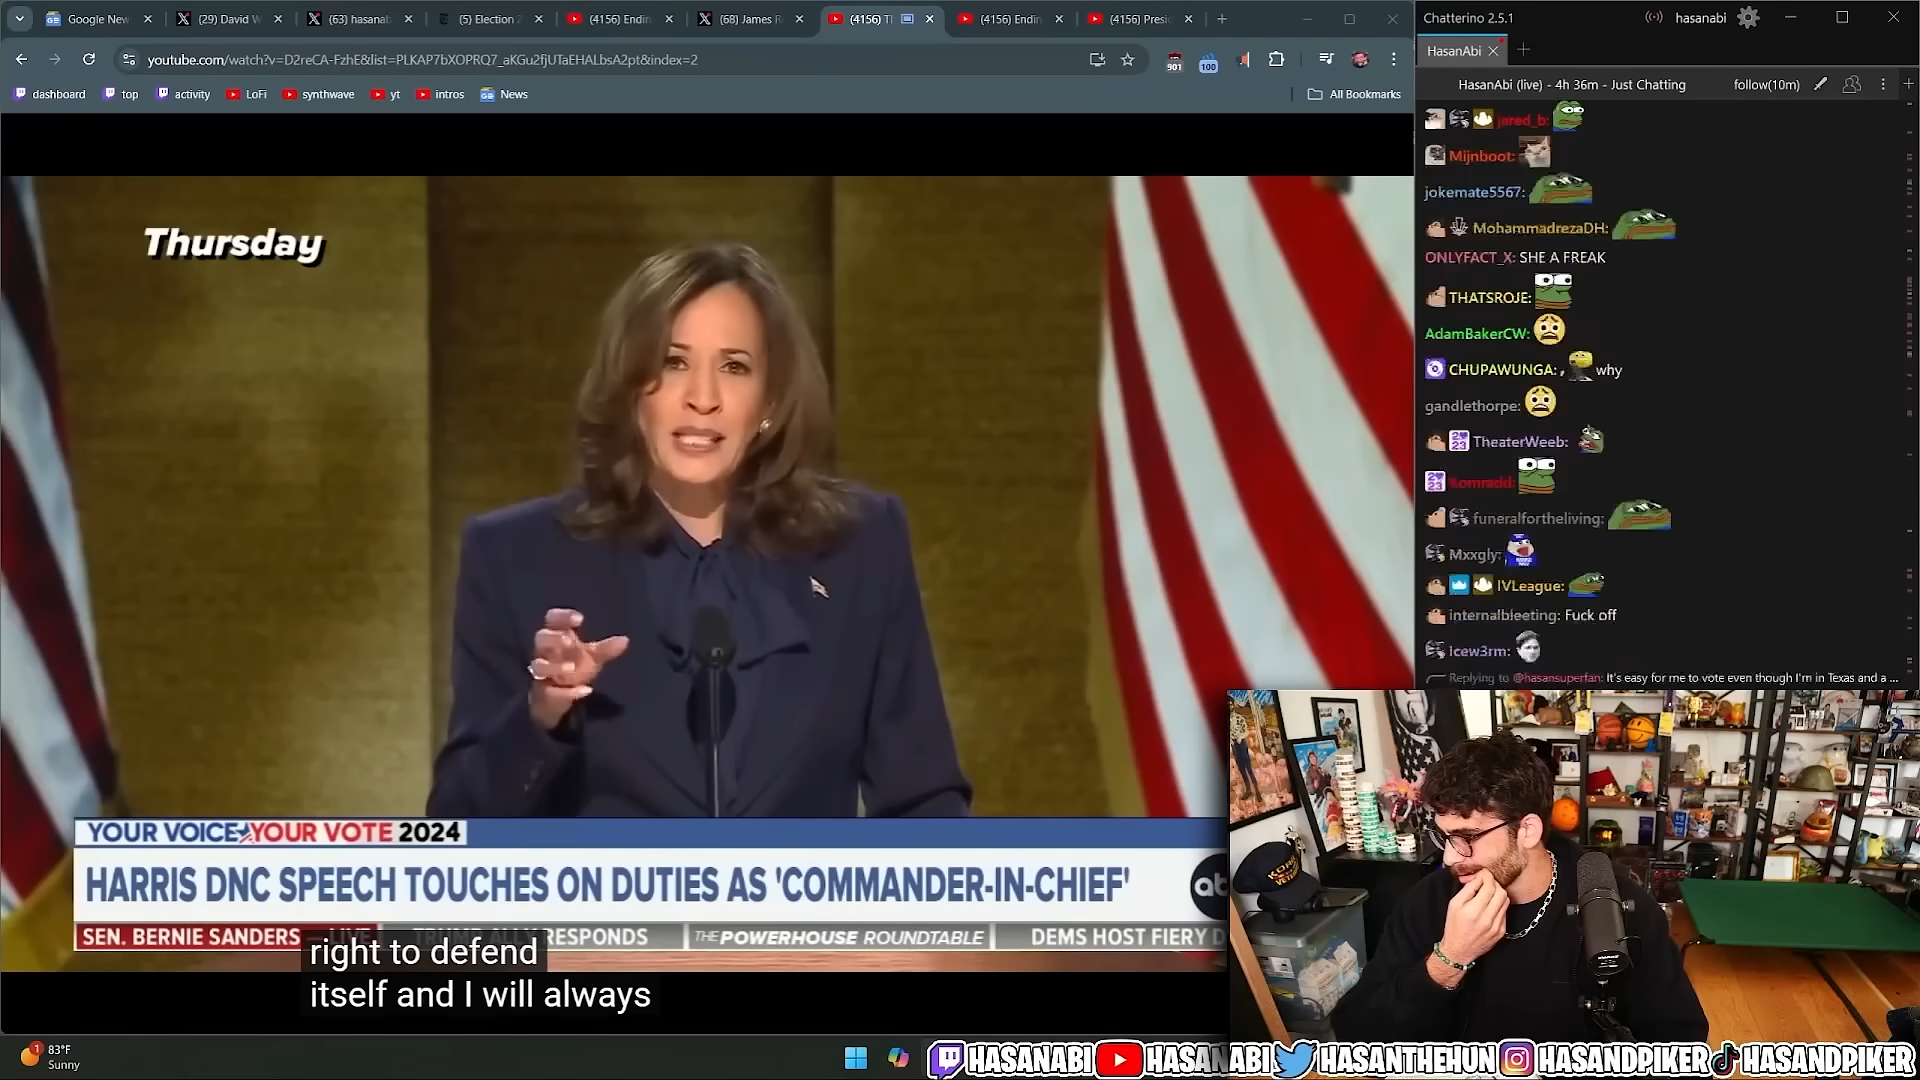 Google New
(29) David W
(63) hasanab
(5) Election 2
(4156) Endin
(68) James R
(4156) T
(4156) Endin
(4156) Presi
youtube.com/watch?v=D2reCA-FzhE&list=PLKAP7bXOPRQ7_aKGu2fjUTaEHALbsA2pt&index=2
901
100
dashboard
top
activity
LoFi
synthwave
yt
intros
News
All Bookmarks
Thursday
YOUR VOICE YOUR VOTE 2024
HARRIS DNC SPEECH TOUCHES ON DUTIES AS 'COMMANDER-IN-CHIEF'
SEN. BERNIE SANDERS
RESPONDS
THE POWERHOUSE ROUNDTABLE
DEMS HOST FIERY D
right to defend
itself and I will always
Chatterino 2.5.1
hasanabi
HasanAbi
HasanAbi (live) - 4h 36m - Just Chatting
follow(10m)
jared_b:
Mijnboot:
jokemate5567:
MohammadrezaDH:
ONLYFACT_X: SHE A FREAK
THATSROJE:
AdamBakerCW:
CHUPAWUNGA: , why
gandlethorpe:
TheaterWeeb:
Komradd:
funeralfortheliving:
Mxxgly:
IVLeague:
internalbleeting: Fuck off
Icew3rm:
Replying to @hasansuperfan: It's easy for me to vote even though I'm in Texas and a ...
1
83°F
Sunny
HASANABI
HASANABI
HASANTHEHUN
HASANDPIKER
HASANDPIKER